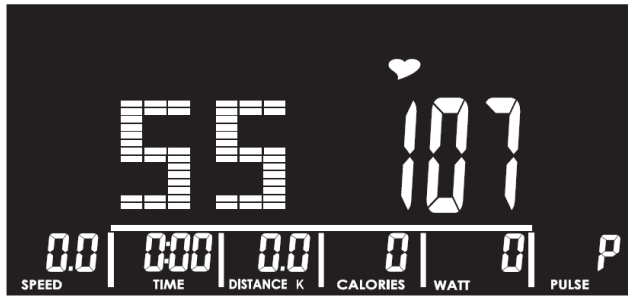 55 107
0.0 0:00 0.0 0 0 P
SPEED TIME DISTANCE K CALORIES WATT PULSE